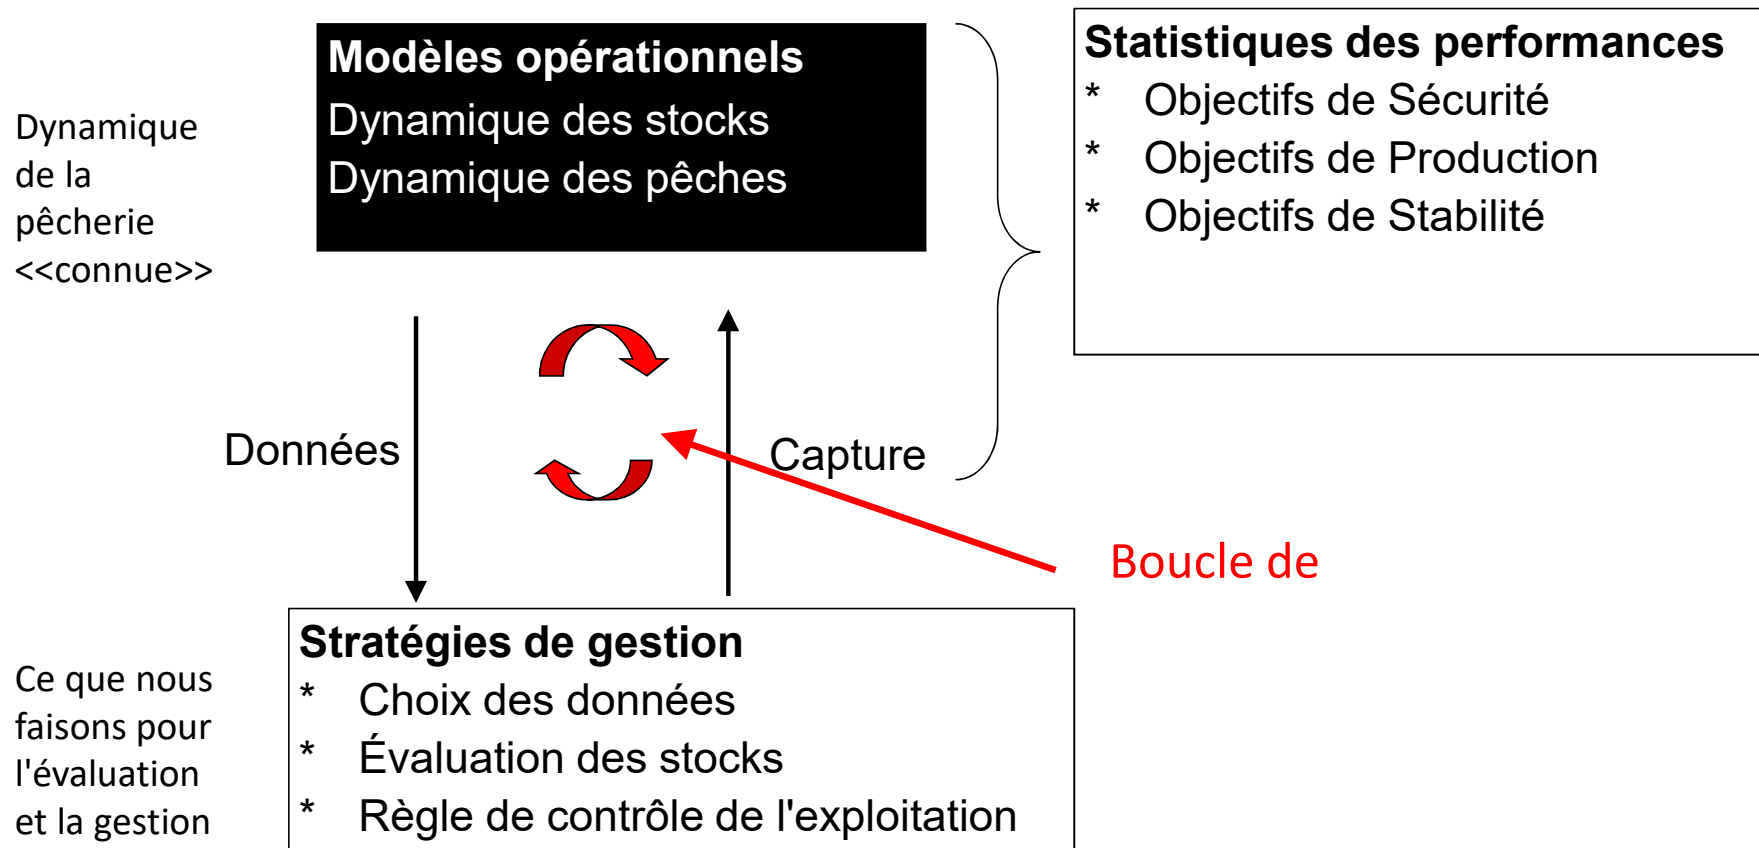 Modèles opérationnels
Dynamique des stocks
Dynamique des pêches
Statistiques des performances
* Objectifs de Sécurité
* Objectifs de Production
* Objectifs de Stabilité
Dynamique
de la
pêcherie
<<connue>>
Données
Capture
Boucle de
Stratégies de gestion
* Choix des données
* Évaluation des stocks
* Règle de contrôle de l'exploitation
Ce que nous
faisons pour
l'évaluation
et la gestion